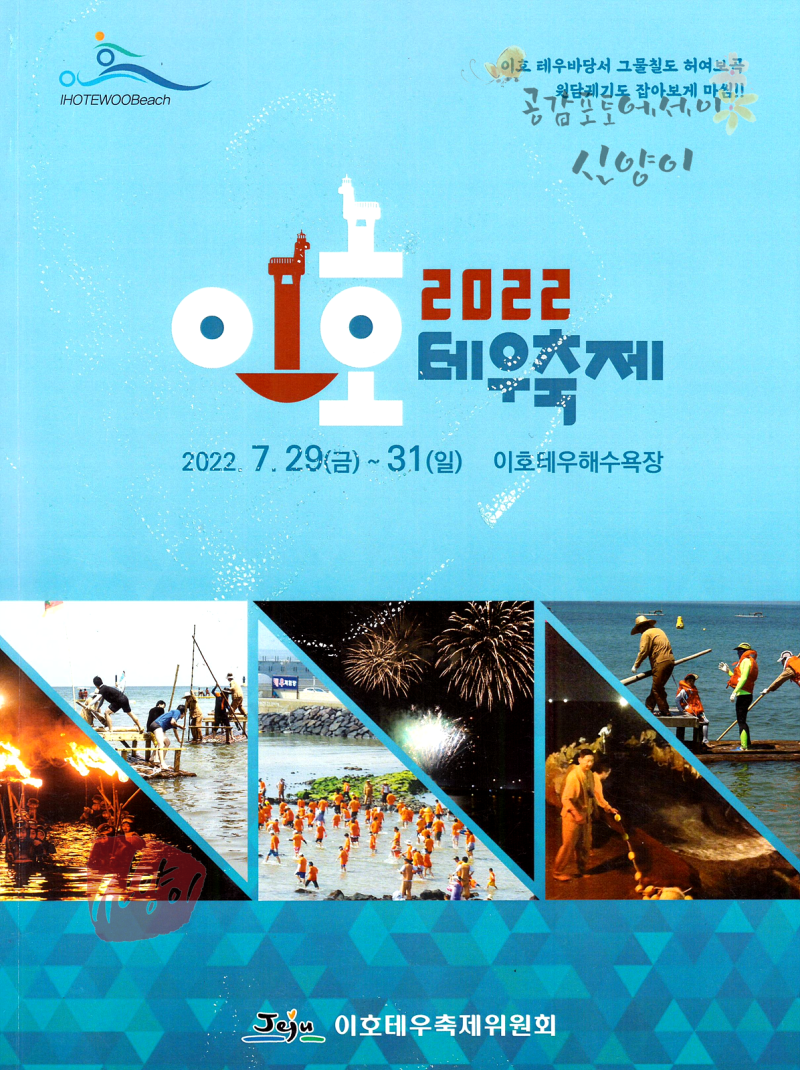 IHOTEWOOBeach
이호 테우바당서 그물칠도 허여보곡
원담궤기도 잡아보게 마씸!!
공감포토에세이
신양이
이호
2022
테우축제
2022. 7. 29(금) ~ 31(일) 이호테우해수욕장
Jeju 이호테우축제위원회